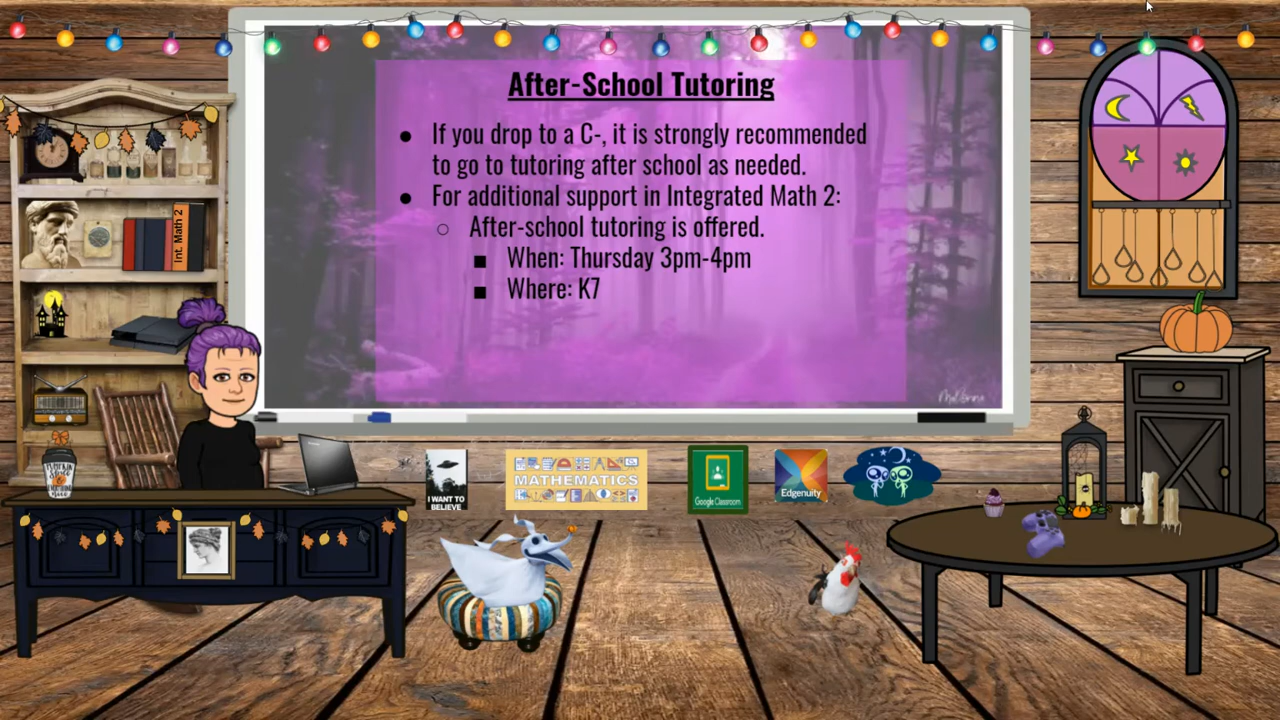 After-School Tutoring
● If you drop to a C-, it is strongly recommended
to go to tutoring after school as needed.
● For additional support in Integrated Math 2:
○ After-school tutoring is offered.
■ When: Thursday 3pm-4pm
■ Where: K7
Int. Math 2
I WANT TO
BELIEVE
MATHEMATICS
Google Classroom
Edgenuity
PUMPKIN
SPICE
&